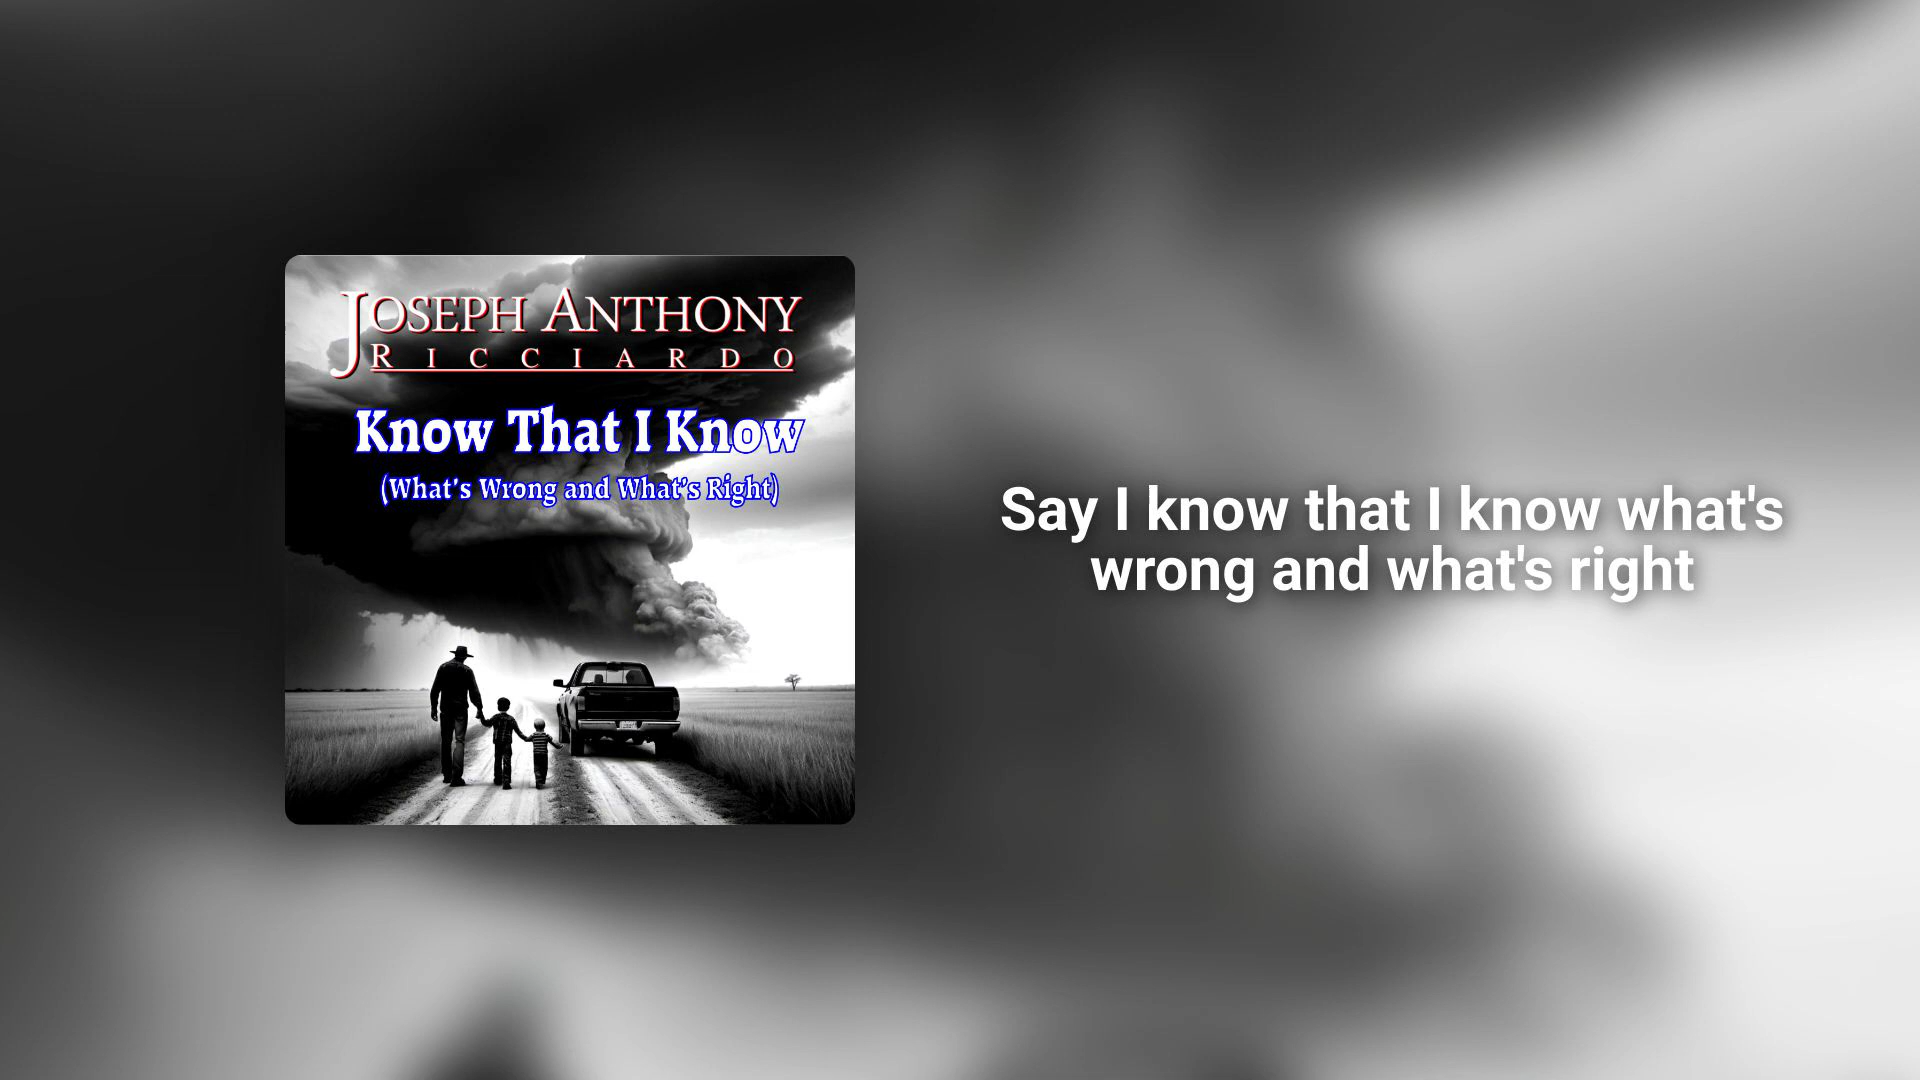 JOSEPH ANTHONY
RICCIARDO
Know That I Know
(What's Wrong and What's Right)
Say I know that I know what's
wrong and what's right